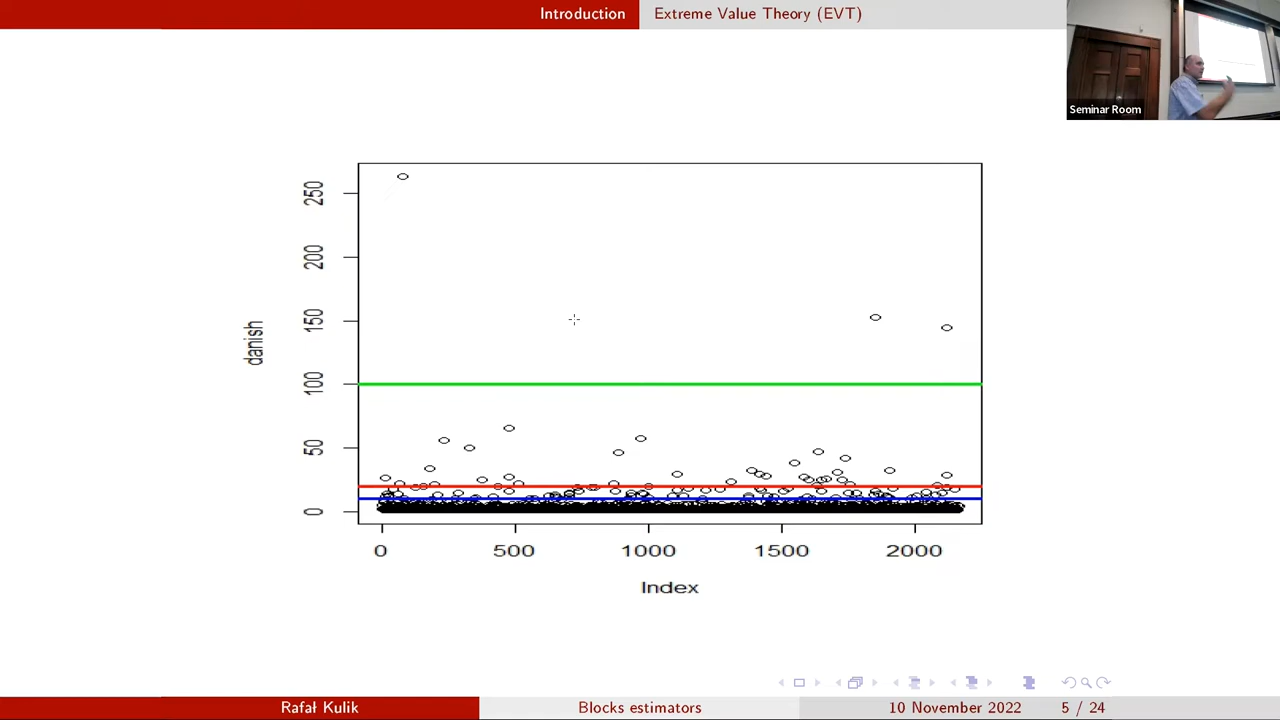 Introduction Extreme Value Theory (EVT)
Seminar Room
250
200
150
100
50
0
danish
0 500 1000 1500 2000
Index
Rafał Kulik Blocks estimators 10 November 2022 5 / 24